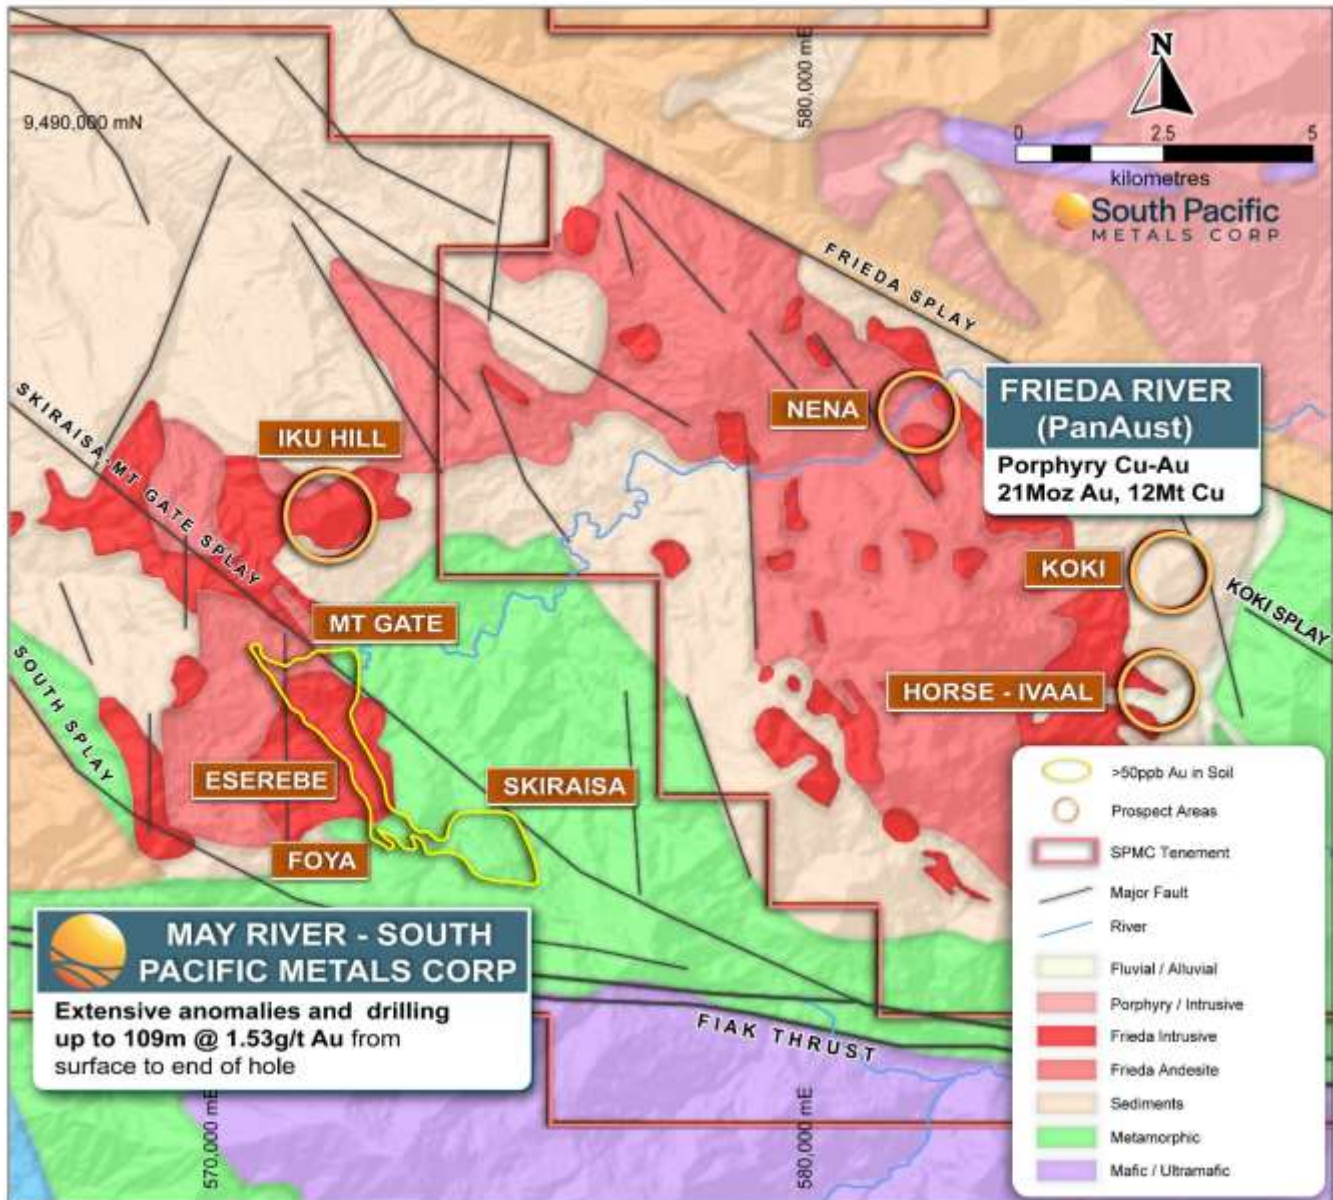 580,000 mE
N
9,490,000 mN
0 2.5 5
kilometres
South Pacific
METALS CORP
FRIEDA SPLAY
FRIEDA RIVER
(PanAust)
Porphyry Cu-Au
21Moz Au, 12Mt Cu
NENA
IKU HILL
SKIRAISA-MT GATE SPLAY
KOKI
KOKI SPLAY
MT GATE
SOUTH SPLAY
HORSE - IVAAL
ESEREBE
SKIRAISA
FOYA
>50ppb Au in Soil
Prospect Areas
SPMC Tenement
Major Fault
River
Fluvial / Alluvial
Porphyry / Intrusive
Frieda Intrusive
Frieda Andesite
Sediments
Metamorphic
Mafic / Ultramafic
MAY RIVER - SOUTH
PACIFIC METALS CORP
Extensive anomalies and drilling
up to 109m @ 1.53g/t Au from
surface to end of hole
FIAK THRUST
570,000 mE
580,000 mE